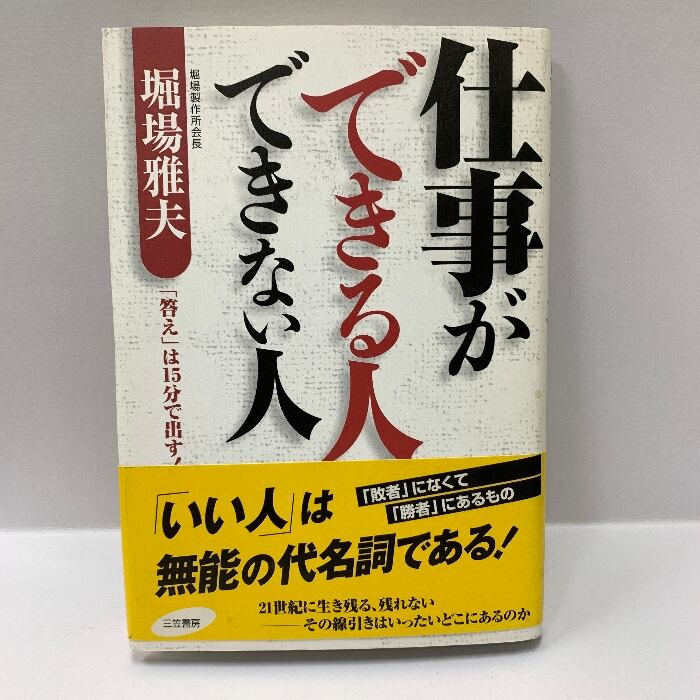 仕事が
できる人
できない人
堀場製作所会長
堀場雅夫
「答え」は15分で出す!
「敗者」になくて
「勝者」にあるもの
「いい人」は
無能の代名詞である!
21世紀に生き残る、残れない
――その線引きはいったいどこにあるのか
三笠書房